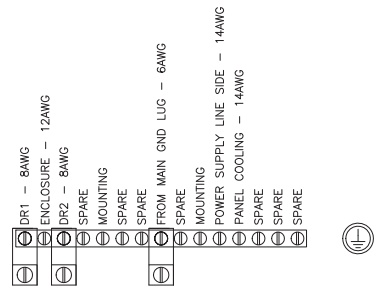 DR1 - 8AWG
ENCLOSURE - 12AWG
DR2 - 8AWG
SPARE
MOUNTING
SPARE
SPARE
FROM MAIN GND LUG - 6AWG
SPARE
MOUNTING
POWER SUPPLY LINE SIDE - 14AWG
PANEL COOLING - 14AWG
SPARE
SPARE
SPARE